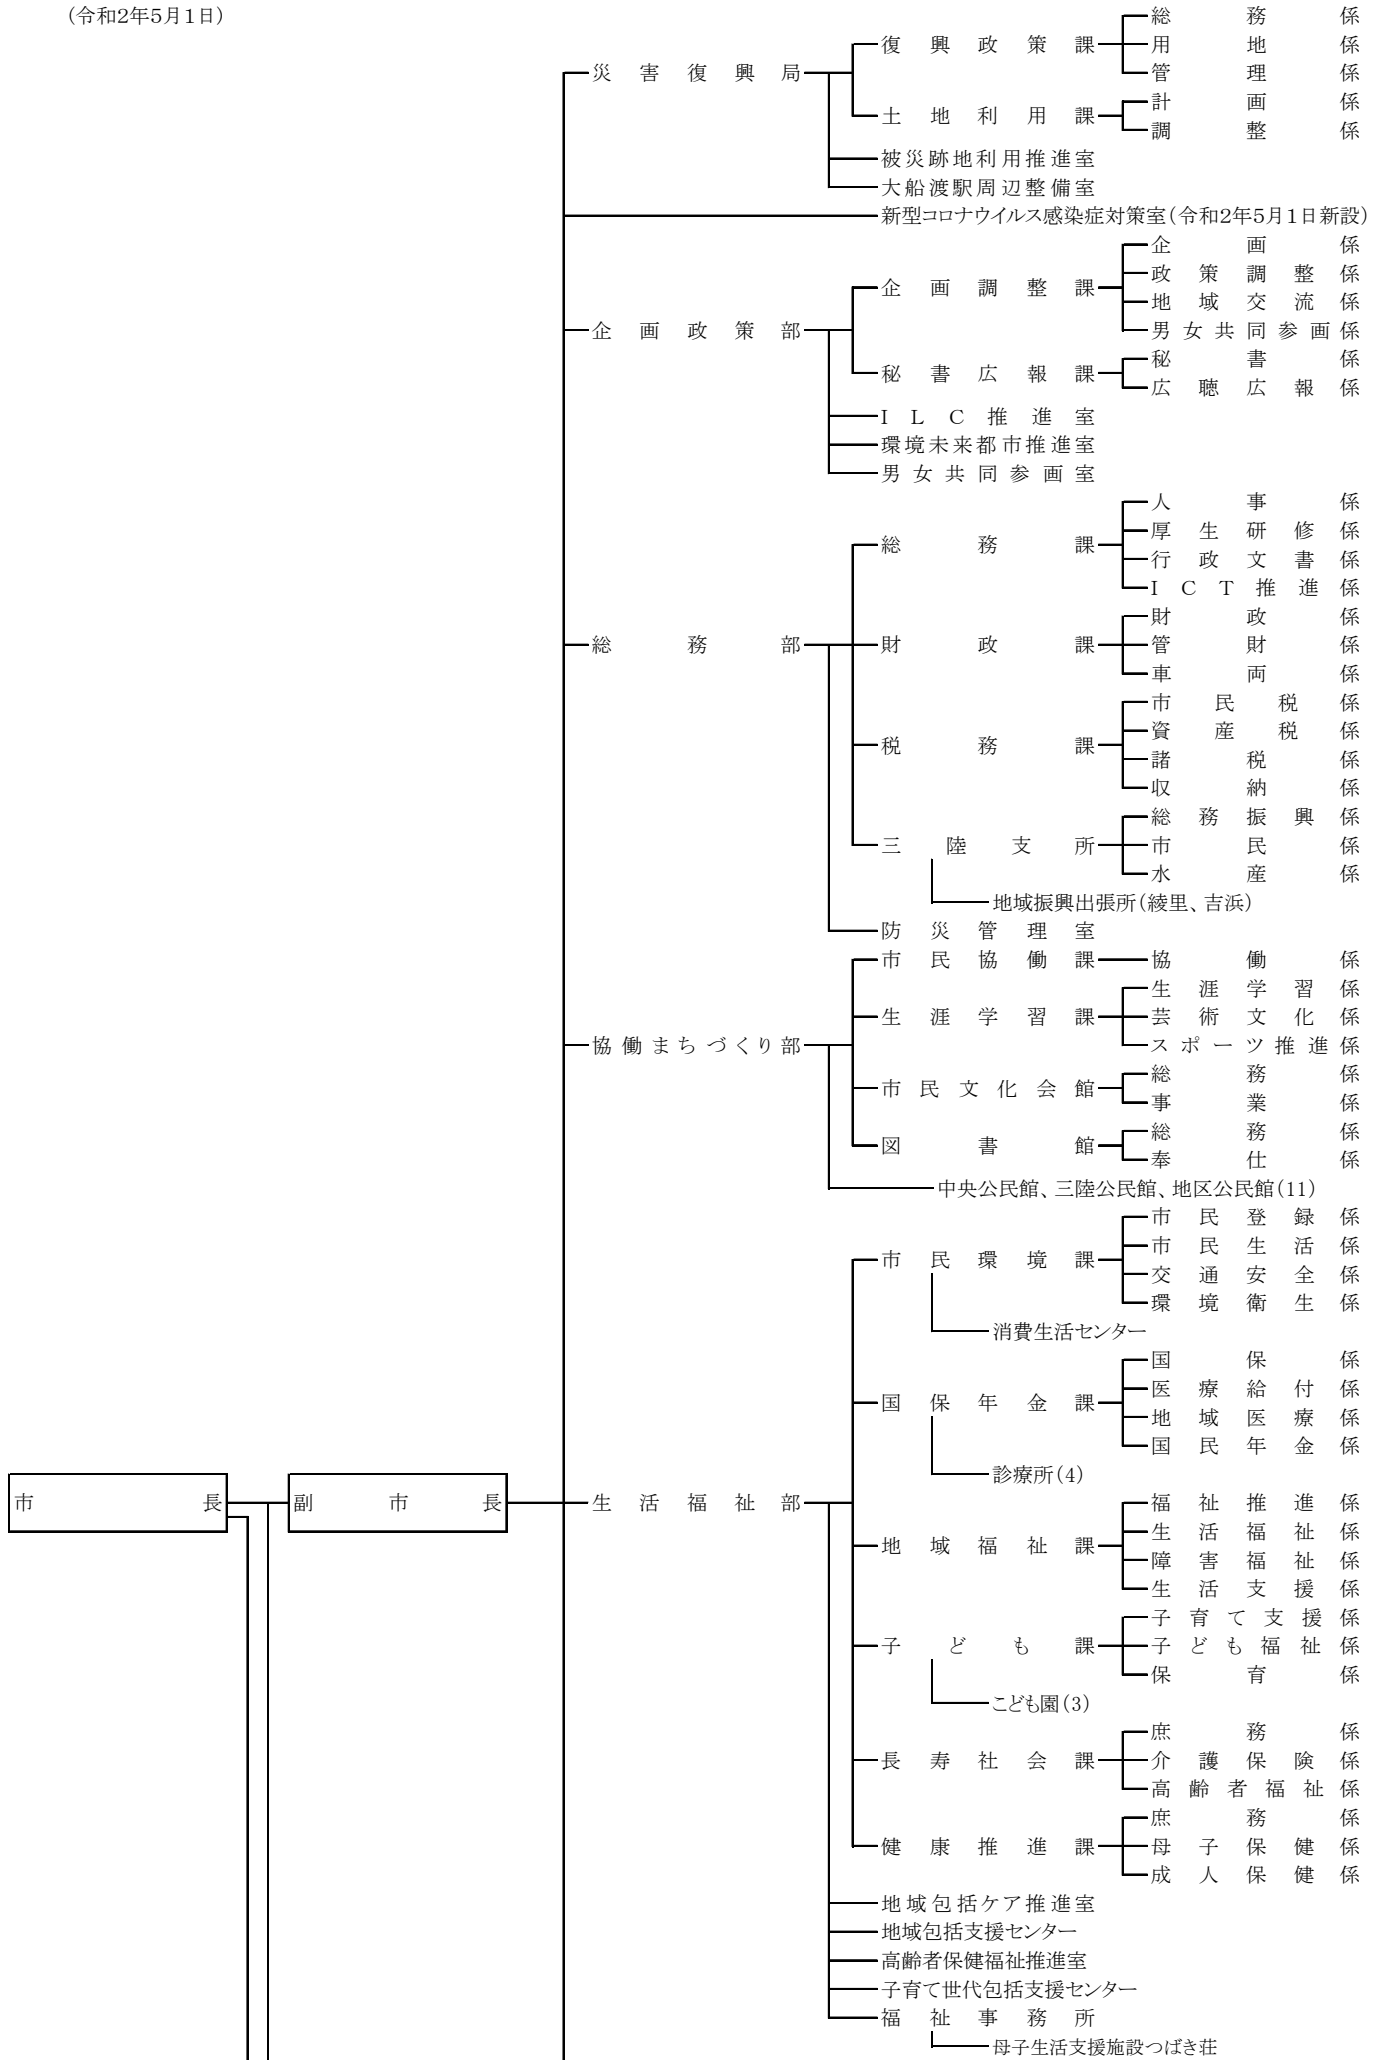 (令和2年5月1日)
総務係
復興政策課 用地係
災害復興局 管理係
計画係
土地利用課
調整係
被災跡地利用推進室
大船渡駅周辺整備室
新型コロナウイルス感染症対策室(令和2年5月1日新設)
企画係
政策調整係
企画調整課
地域交流係
企画政策部 男女共同参画係
秘書係
秘書広報課
広聴広報係
ILC推進室
環境未来都市推進室
男女共同参画室
人事係
厚生研修係
総務課
行政文書係
ICT推進係
財政係
総務部 財政課 管財係
車両係
市民税係
資産税係
税務課
諸税係
収納係
総務振興係
三陸支所 市民係
水産係
地域振興出張所(綾里、吉浜)
防災管理室
市民協働課 協働係
生涯学習係
生涯学習課 芸術文化係
協働まちづくり部 スポーツ推進係
総務係
市民文化会館
事業係
総務係
図書館
奉仕係
中央公民館、三陸公民館、地区公民館(11)
市民登録係
市民生活係
市民環境課
交通安全係
環境衛生係
消費生活センター
国保係
医療給付係
国保年金課
地域医療係
国民年金係
診療所(4)
市長 副市長 生活福祉部 福祉推進係
生活福祉係
地域福祉課
障害福祉係
生活支援係
子育て支援係
子ども課 子ども福祉係
保育係
こども園(3)
庶務係
長寿社会課 介護保険係
高齢者福祉係
庶務係
健康推進課 母子保健係
成人保健係
地域包括ケア推進室
地域包括支援センター
高齢者保健福祉推進室
子育て世代包括支援センター
福祉事務所
母子生活支援施設つばき荘